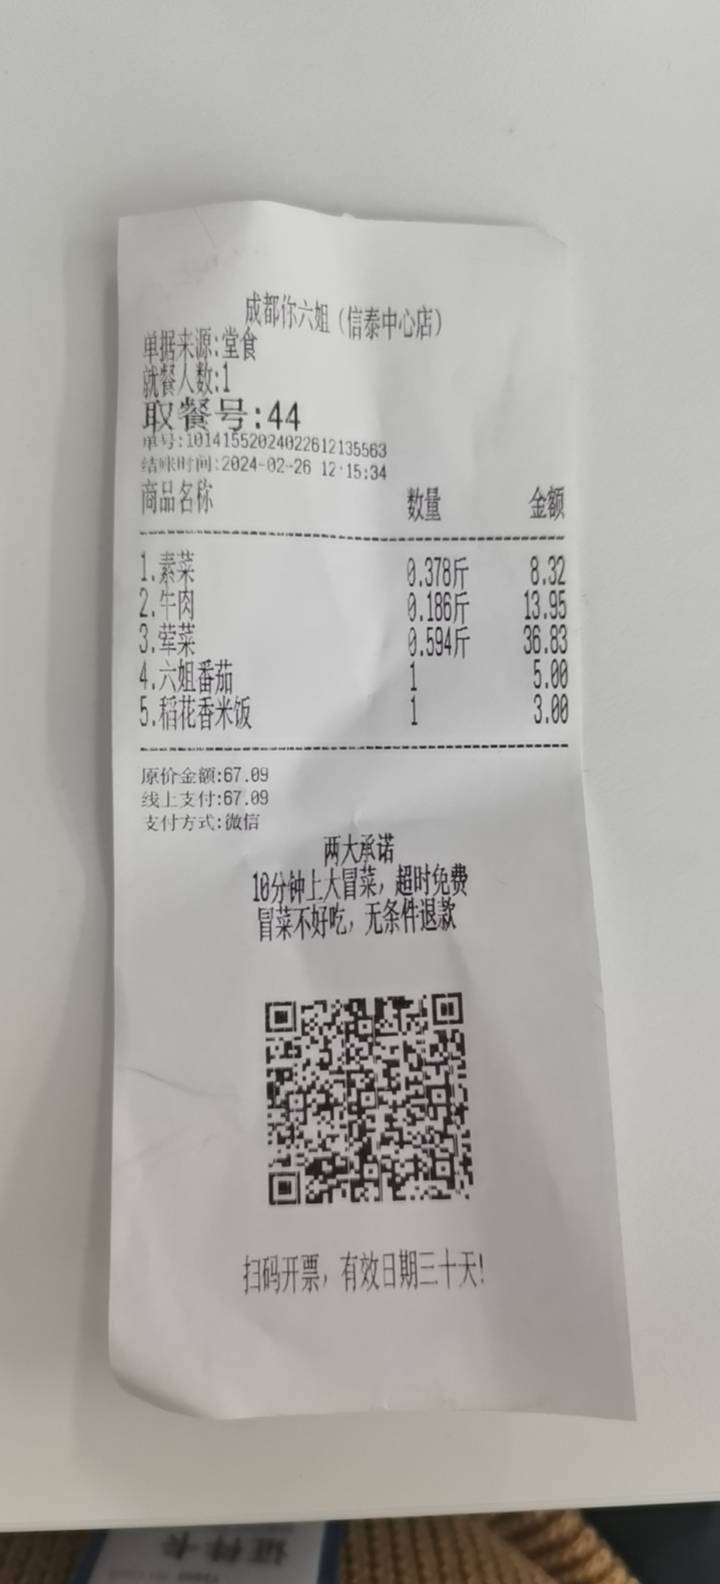 成都你六姐(信泰中心店)
单据来源:堂食
就餐人数:1
取餐号:44
单号:10141552024022612135563
结账时间:2024-02-26 12:15:34
商品名称 数量 金额
1.素菜 0.378斤 8.32
2.牛肉 0.186斤 13.95
3.荤菜 0.594斤 36.83
4.六姐番茄 1 5.00
5.稻花香米饭 1 3.00
原价金额:67.09
线上支付:67.09
支付方式:微信
两大承诺
10分钟上大冒菜，超时免费
冒菜不好吃，无条件退款
扫码开票，有效日期三十天!
证件卡